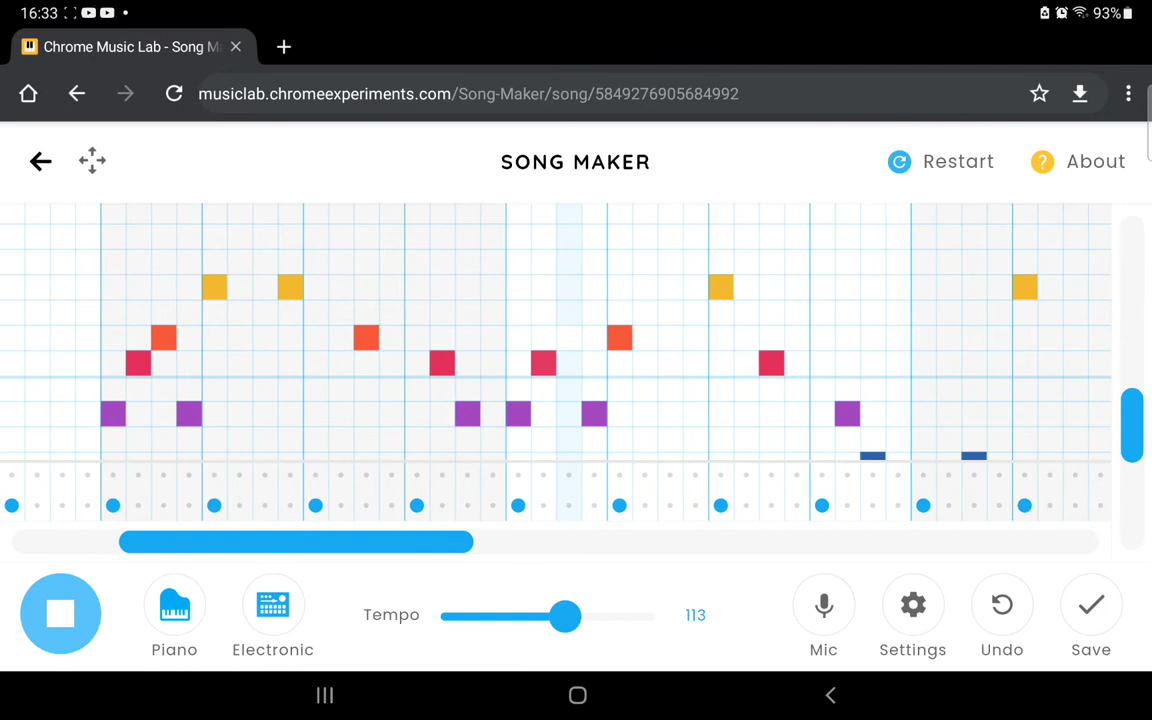 16:33
93%
Chrome Music Lab - Song M
musiclab.chromeexperiments.com/Song-Maker/song/5849276905684992
SONG MAKER
Restart
About
Tempo
113
Piano
Electronic
Mic
Settings
Undo
Save